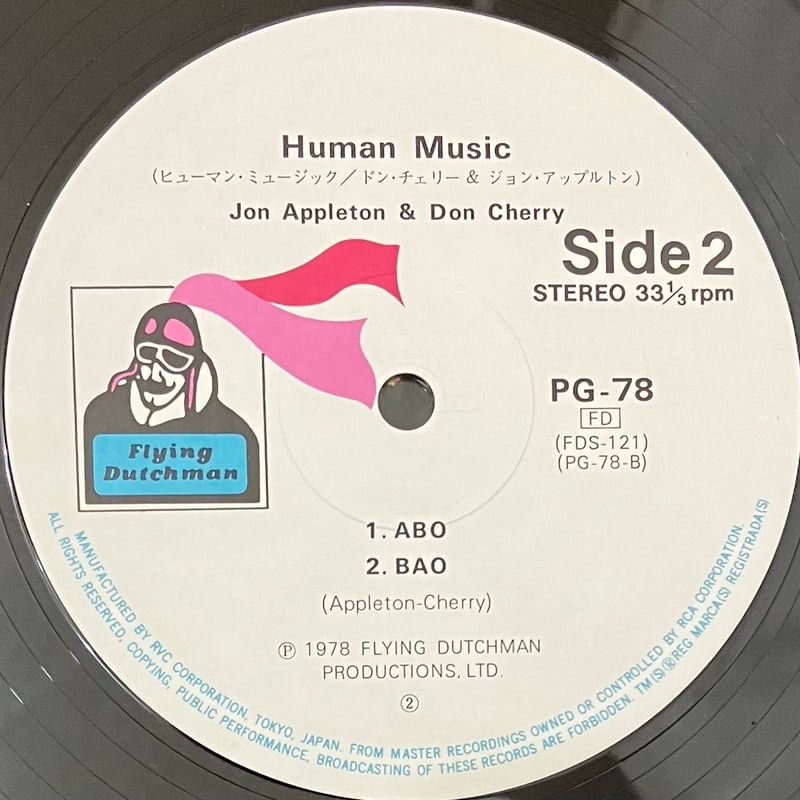 Human Music
(ヒューマン・ミュージック／ドン・チェリー & ジョン・アップルトン)
Jon Appleton & Don Cherry
Side 2
STEREO 33⅓ rpm
Flying
Dutchman
PG-78
FD
(FDS-121)
(PG-78-B)
1. ABO
2. BAO
(Appleton-Cherry)
Ⓟ 1978 FLYING DUTCHMAN
PRODUCTIONS, LTD.
②
MANUFACTURED BY RVC CORPORATION, TOKYO, JAPAN. FROM MASTER RECORDINGS OWNED OR CONTROLLED BY RCA CORPORATION.
ALL RIGHTS RESERVED, COPYING, PUBLIC PERFORMANCE, BROADCASTING OF THESE RECORDS ARE FORBIDDEN. TM(S)®REG MARCA(S) REGISTRADA(S)